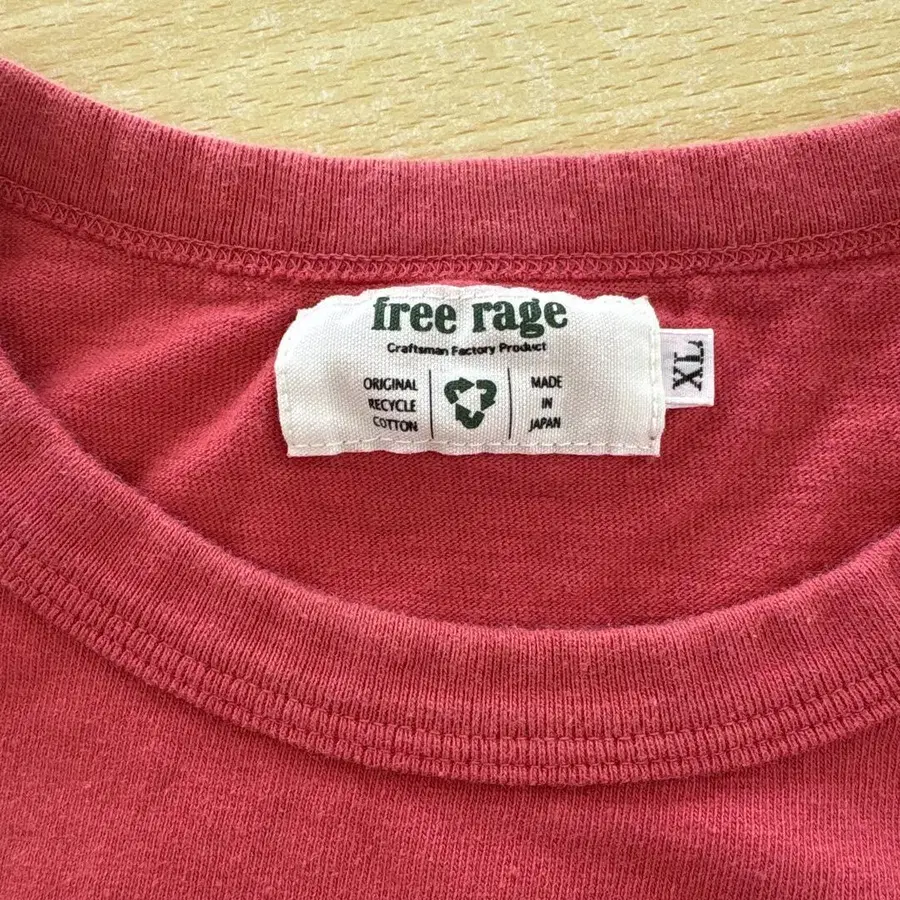 free rage
Craftsman Factory Product
ORIGINAL
RECYCLE
COTTON
MADE
IN
JAPAN
XL